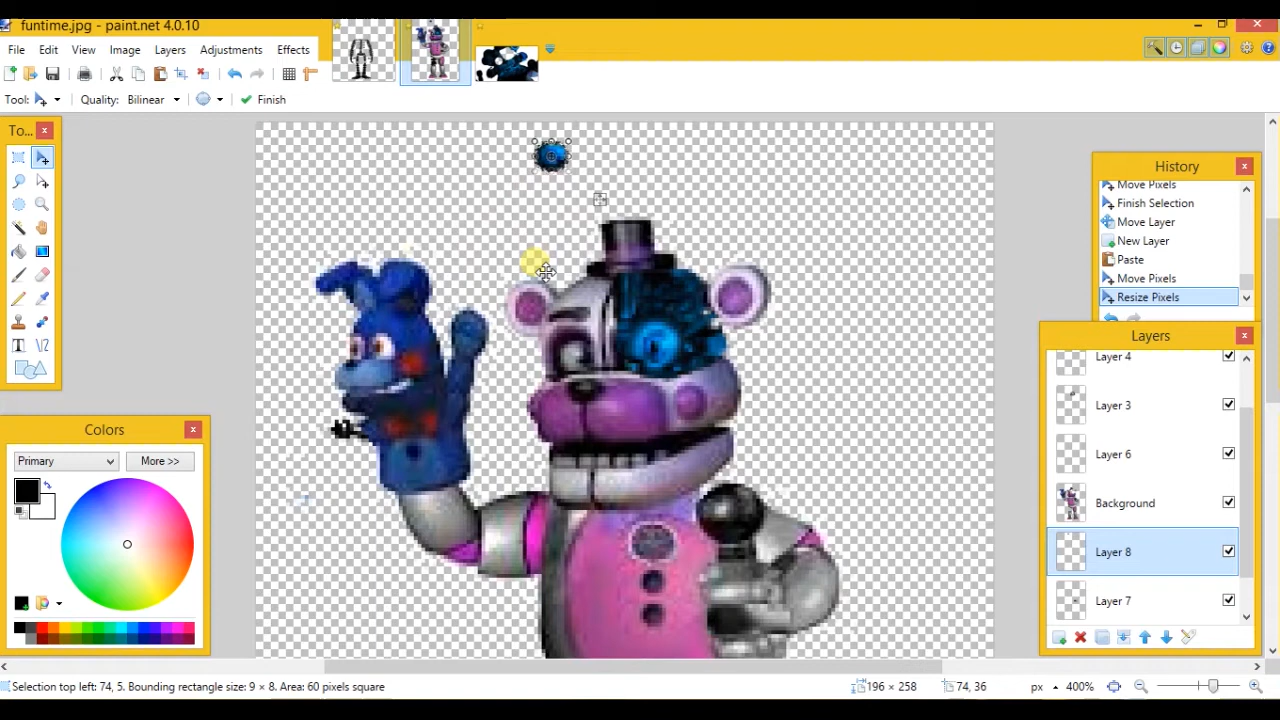 funtime.jpg - paint.net 4.0.10
File Edit View Image Layers Adjustments Effects
Tool: Quality: Bilinear Finish
To...
History
Move Pixels
Finish Selection
Move Layer
New Layer
Paste
Move Pixels
Resize Pixels
Layers
Layer 4
Layer 3
Layer 6
Background
Layer 8
Layer 7
Colors
Primary More >>
Selection top left: 74, 5. Bounding rectangle size: 9 × 8. Area: 60 pixels square 196 × 258 74, 36 px 400%